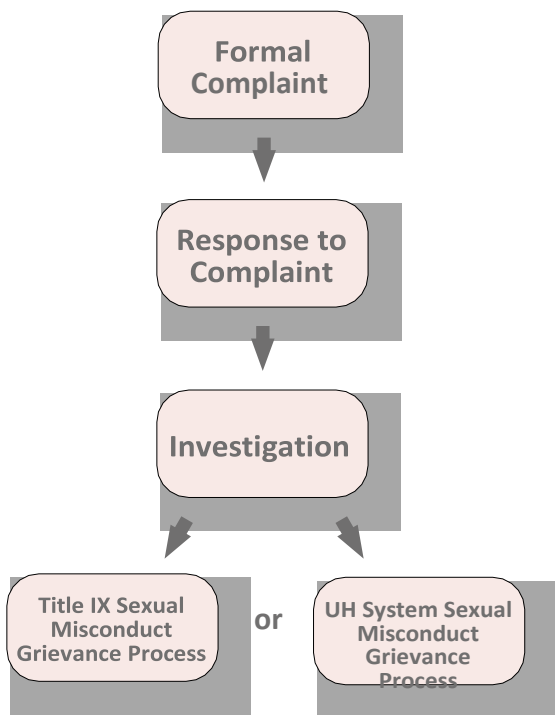 Formal
Complaint
Response to
Complaint
Investigation
Title IX Sexual
Misconduct
Grievance Process
or
UH System Sexual
Misconduct
Grievance
Process